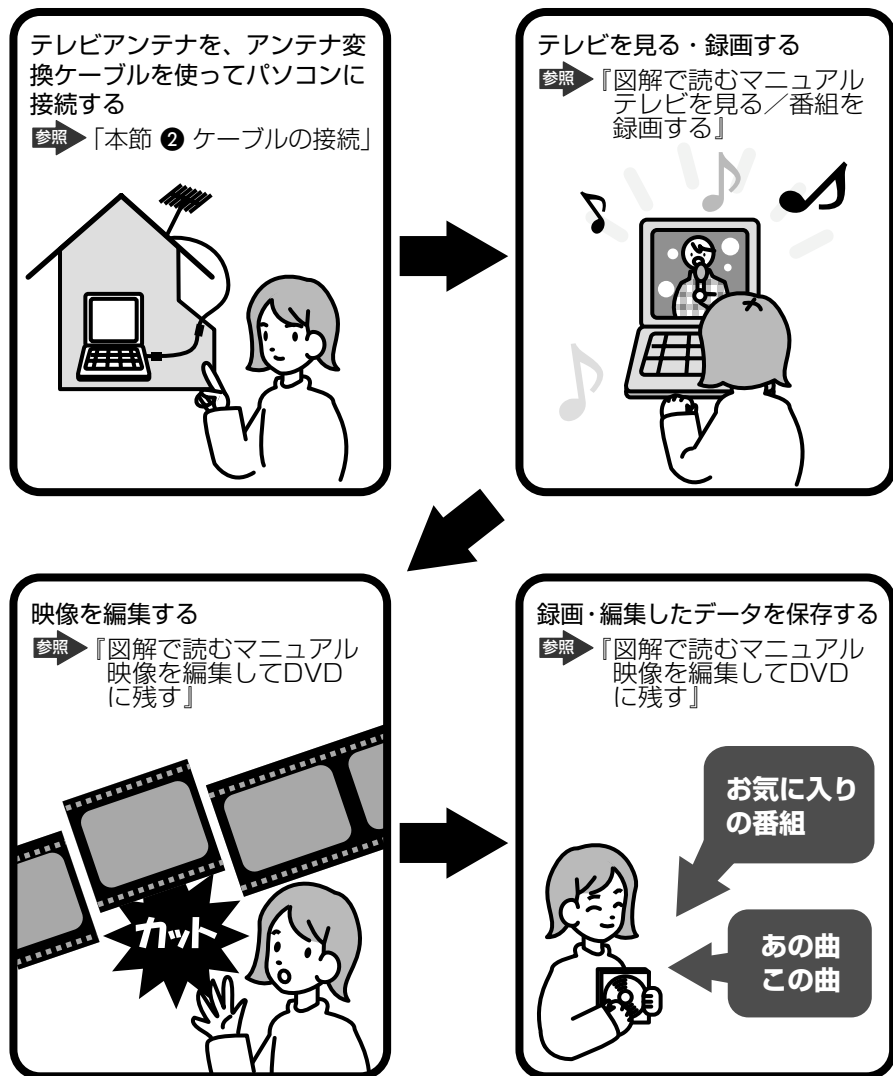 テレビアンテナを、アンテナ変
換ケーブルを使ってパソコンに
接続する
参照 「本節 ❷ ケーブルの接続」
テレビを見る・録画する
参照 『図解で読むマニュアル
テレビを見る／番組を
録画する』
映像を編集する
参照 『図解で読むマニュアル
映像を編集してDVD
に残す』
カット
録画・編集したデータを保存する
参照 『図解で読むマニュアル
映像を編集してDVD
に残す』
お気に入り
の番組
あの曲
この曲